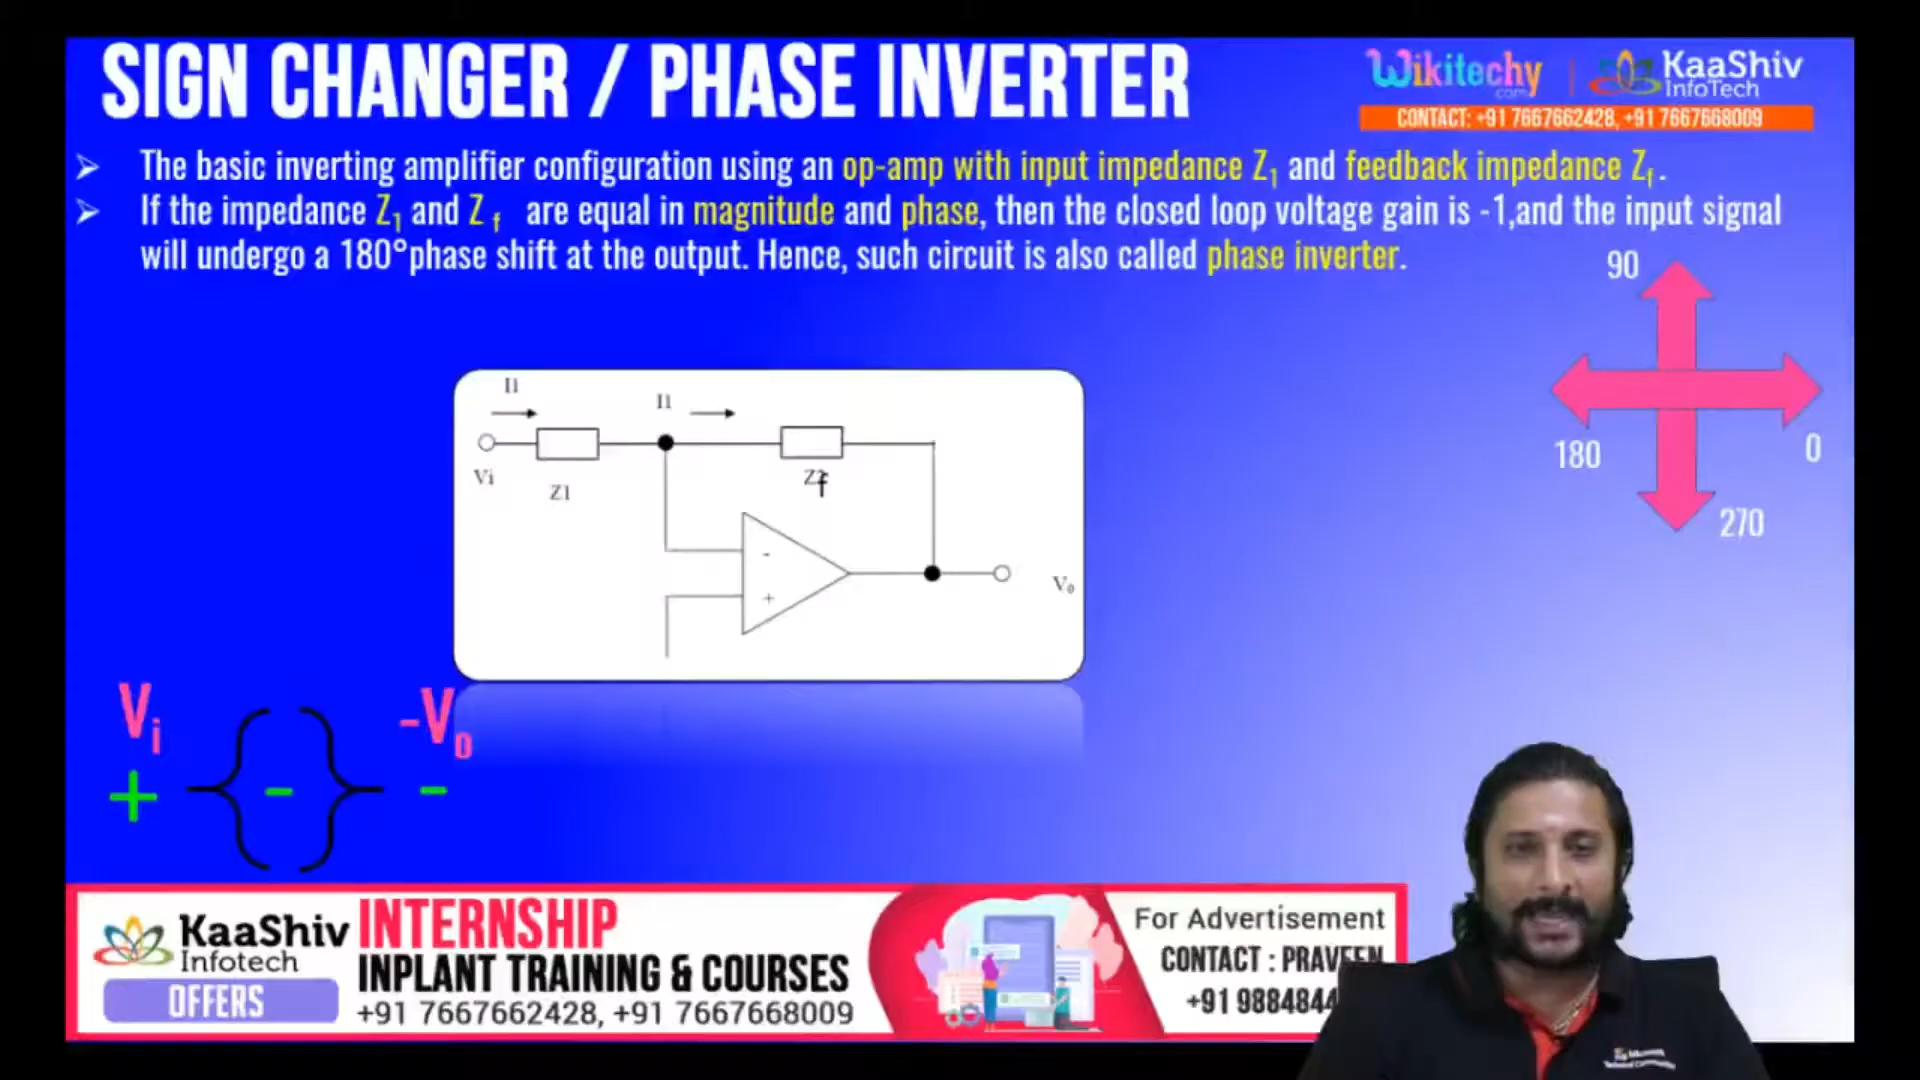 SIGN CHANGER / PHASE INVERTER
Wikitechy
.com
KaaShiv
InfoTech
CONTACT: +91 7667662428, +91 7667668009
➢ The basic inverting amplifier configuration using an op-amp with input impedance Z1 and feedback impedance Zf.
➢ If the impedance Z1 and Z f are equal in magnitude and phase, then the closed loop voltage gain is -1,and the input signal
will undergo a 180°phase shift at the output. Hence, such circuit is also called phase inverter.
90
180
0
270
I1
I1
Vi
Z1
Zf
-
+
Vo
Vi
-Vo
+
-
-
KaaShiv
Infotech
OFFERS
INTERNSHIP
INPLANT TRAINING & COURSES
+91 7667662428, +91 7667668009
For Advertisement
CONTACT : PRAVEEN
+91 988484